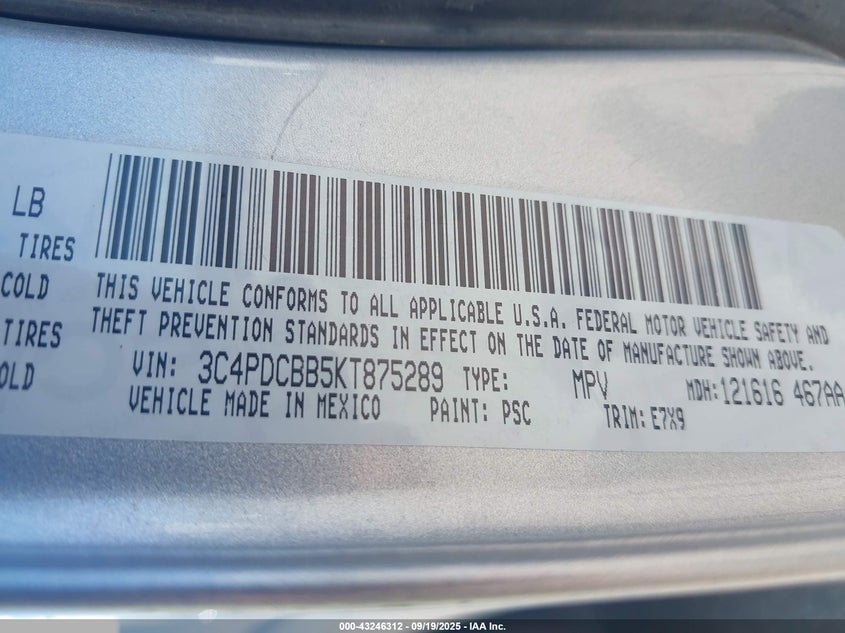 LB
TIRES
COLD
TIRES
OLD
THIS VEHICLE CONFORMS TO ALL APPLICABLE U.S.A. FEDERAL MOTOR VEHICLE SAFETY AND
THEFT PREVENTION STANDARDS IN EFFECT ON THE DATE OF MANUFACTURE SHOWN ABOVE.
VIN: 3C4PDCBB5KT875289 TYPE: MPV MDH:121616 467AA
VEHICLE MADE IN MEXICO PAINT: PSC TRIM: E7X9
000-43246312 - 09/19/2025 - IAA Inc.